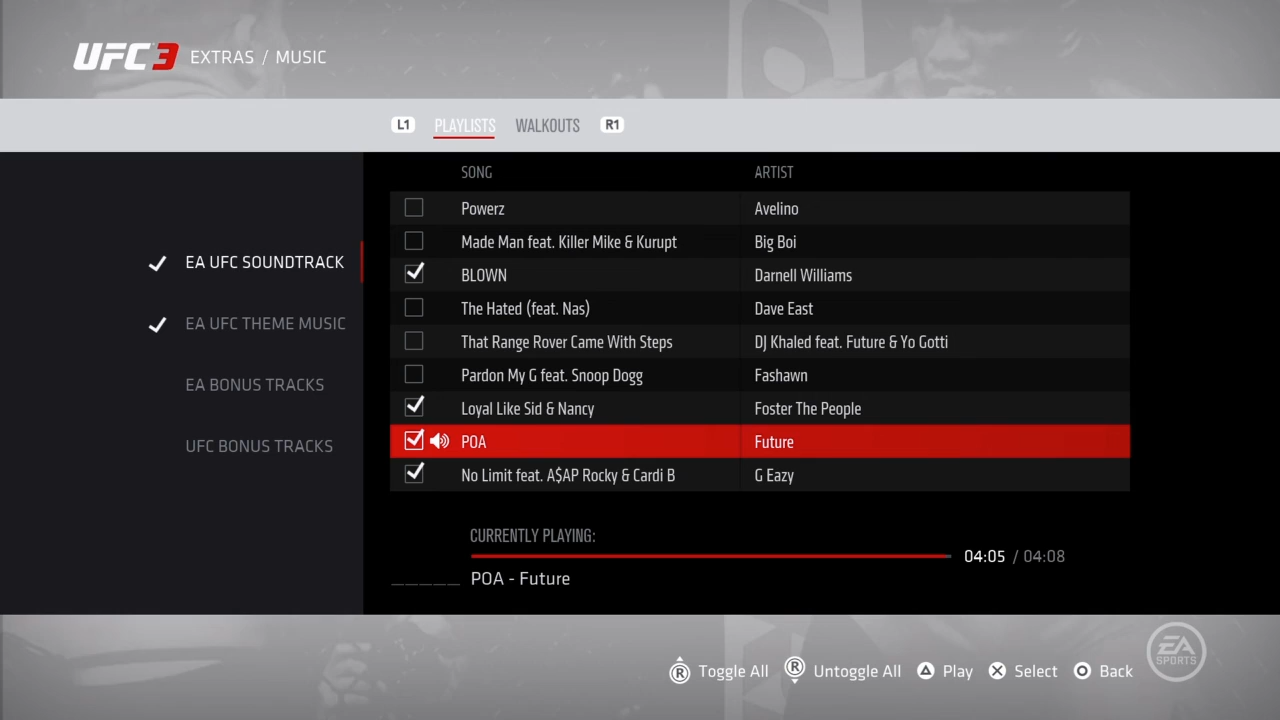 UFC 3 EXTRAS / MUSIC
L1 PLAYLISTS WALKOUTS R1
SONG ARTIST
Powerz Avelino
Made Man feat. Killer Mike & Kurupt Big Boi
EA UFC SOUNDTRACK
BLOWN Darnell Williams
The Hated (feat. Nas) Dave East
EA UFC THEME MUSIC
That Range Rover Came With Steps DJ Khaled feat. Future & Yo Gotti
Pardon My G feat. Snoop Dogg Fashawn
EA BONUS TRACKS
Loyal Like Sid & Nancy Foster The People
POA Future
UFC BONUS TRACKS
No Limit feat. A$AP Rocky & Cardi B G Eazy
CURRENTLY PLAYING:
04:05 / 04:08
POA - Future
R Toggle All R Untoggle All Play Select Back
EA SPORTS